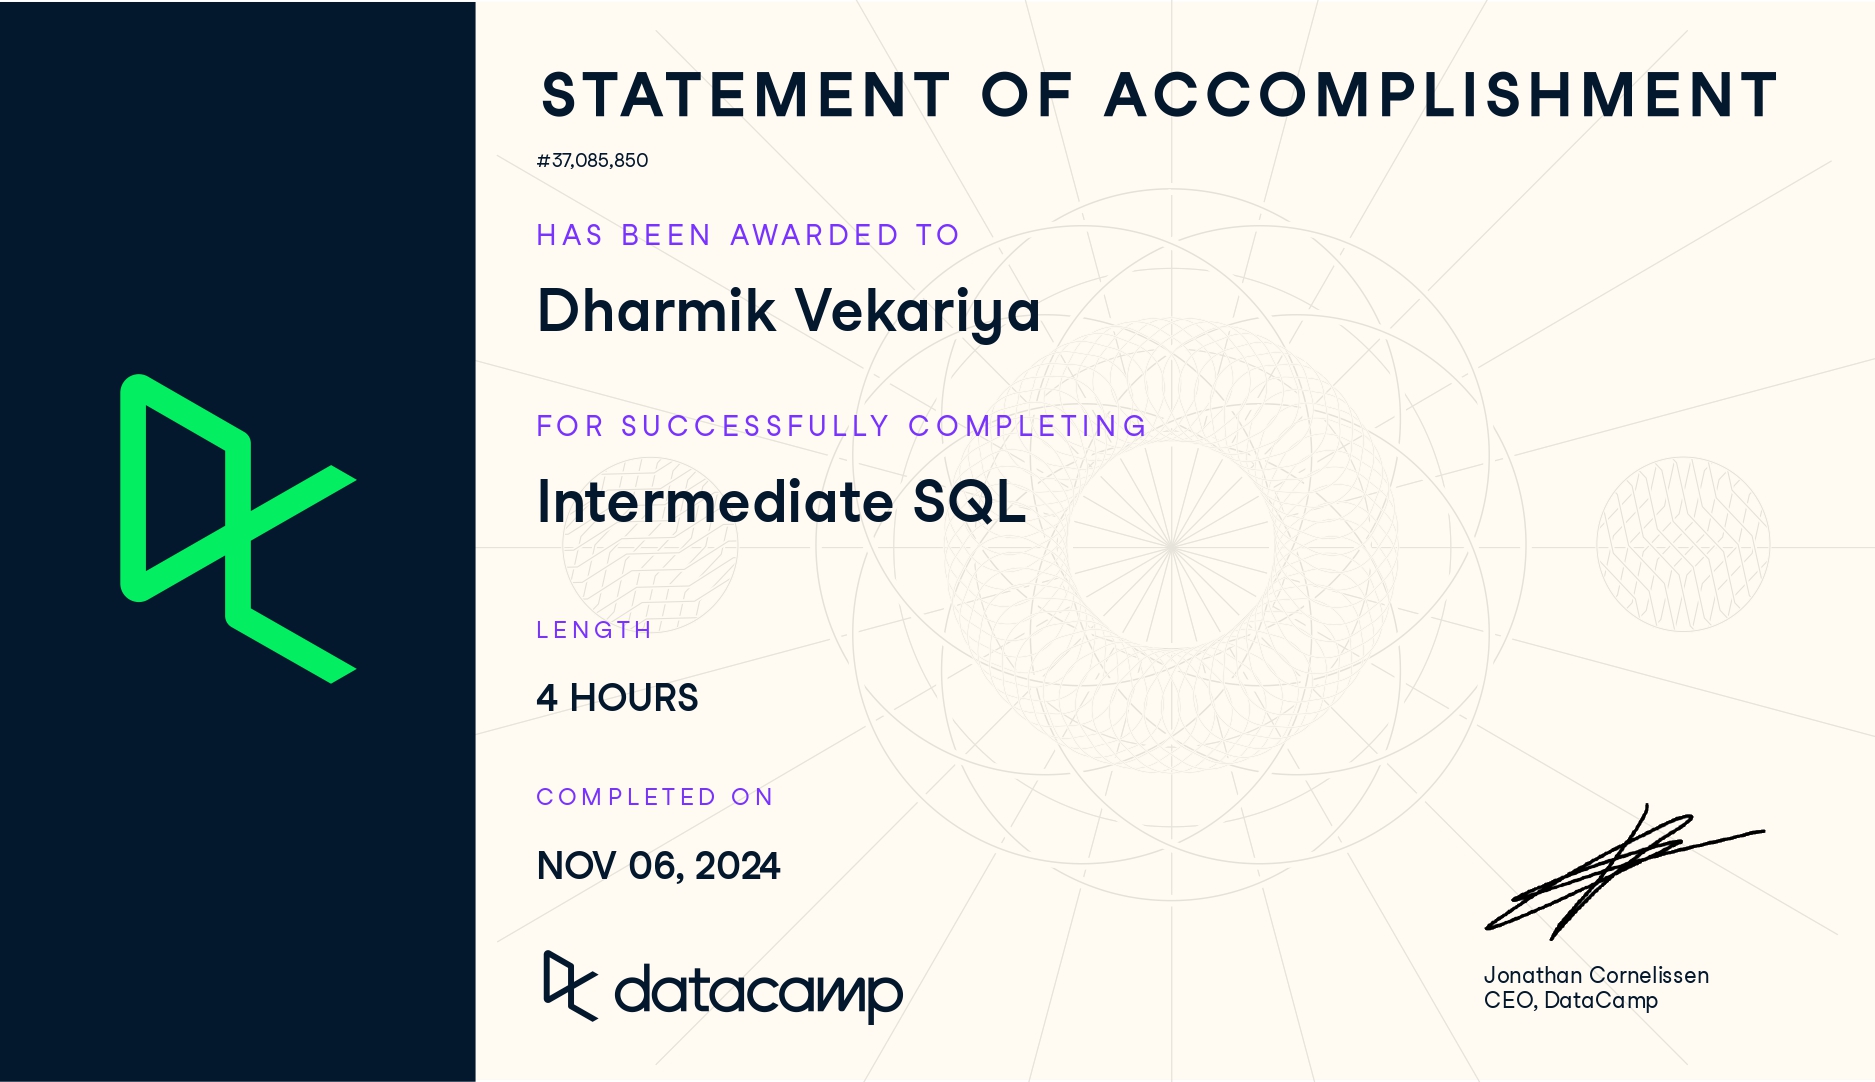 STATEMENT OF ACCOMPLISHMENT
#37,085,850
HAS BEEN AWARDED TO
Dharmik Vekariya
FOR SUCCESSFULLY COMPLETING
Intermediate SQL
LENGTH
4 HOURS
COMPLETED ON
NOV 06, 2024
datacamp
Jonathan Cornelissen
CEO, DataCamp